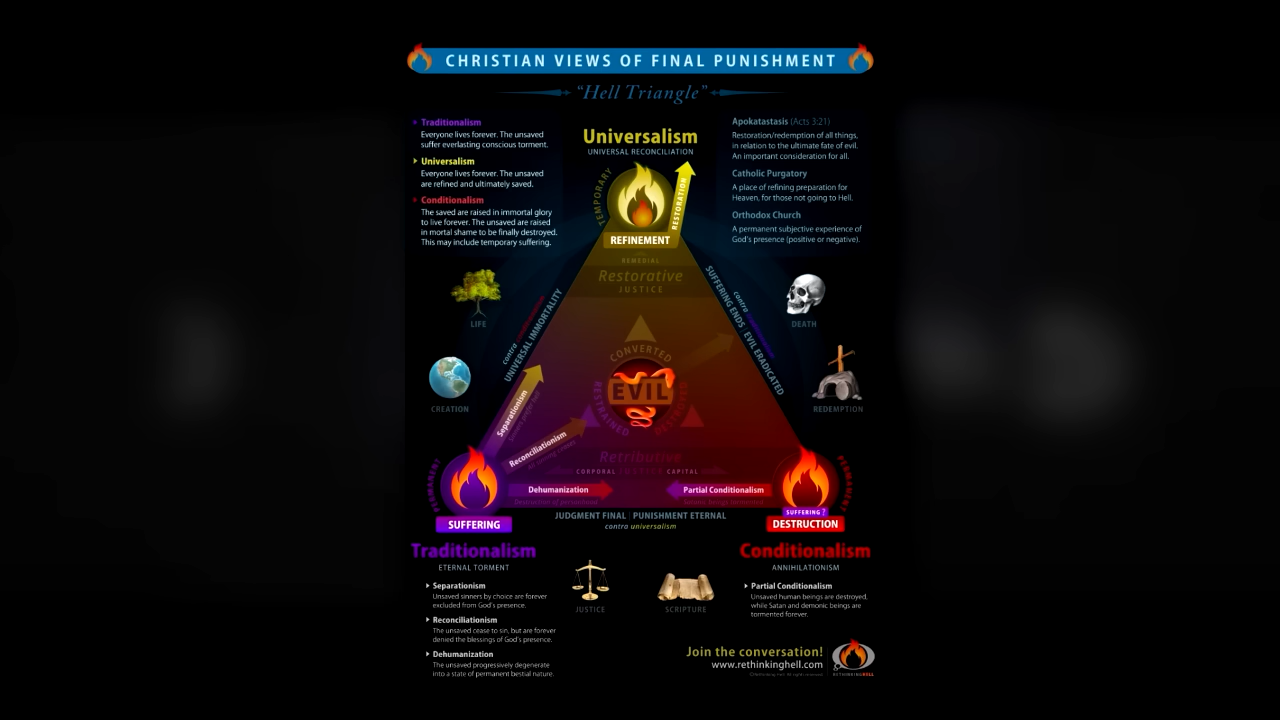 CHRISTIAN VIEWS OF FINAL PUNISHMENT
“Hell Triangle”
Traditionalism
Everyone lives forever. The unsaved
suffer everlasting conscious torment.
Universalism
Everyone lives forever. The unsaved
are refined and ultimately saved.
Conditionalism
The saved are raised in immortal glory
to live forever. The unsaved are raised
in mortal shame to be finally destroyed.
This may include temporary suffering.
Universalism
UNIVERSAL RECONCILIATION
TEMPORARY
RESTORATION
REFINEMENT
REMEDIAL
Restorative
JUSTICE
Apokatastasis (Acts 3:21)
Restoration/redemption of all things,
in relation to the ultimate fate of evil.
An important consideration for all.
Catholic Purgatory
A place of refining preparation for
Heaven, for those not going to Hell.
Orthodox Church
A permanent subjective experience of
God's presence (positive or negative).
LIFE
CREATION
contra conditionalism
UNIVERSAL IMMORTALITY
contra traditionalism
SUFFERING ENDS EVIL ERADICATED
DEATH
REDEMPTION
CONVERTED
EVIL
RESTRAINED
DESTROYED
Separationism
Reconciliationism
Retributive
CORPORAL JUSTICE CAPITAL
PERMANENT
SUFFERING
Dehumanization
Partial Conditionalism
PERMANENT
SUFFERING ?
DESTRUCTION
JUDGMENT FINAL PUNISHMENT ETERNAL
contra universalism
Traditionalism
ETERNAL TORMENT
Separationism
Unsaved sinners by choice are forever
excluded from God's presence.
Reconciliationism
The unsaved cease to sin, but are forever
denied the blessings of God's presence.
Dehumanization
The unsaved progressively degenerate
into a state of permanent bestial nature.
JUSTICE
SCRIPTURE
Conditionalism
ANNIHILATIONISM
Partial Conditionalism
Unsaved human beings are destroyed,
while Satan and demonic beings are
tormented forever.
Join the conversation!
www.rethinkinghell.com
RETHINKINGHELL